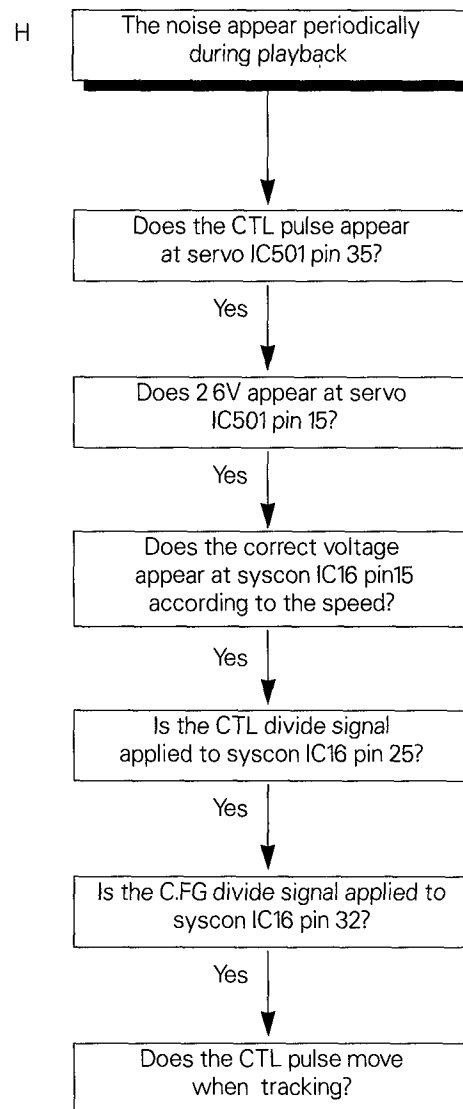 H
The noise appear periodically
during playback
Does the CTL pulse appear
at servo IC501 pin 35?
Yes
Does 2 6V appear at servo
IC501 pin 15?
Yes
Does the correct voltage
appear at syscon IC16 pin15
according to the speed?
Yes
Is the CTL divide signal
applied to syscon IC16 pin 25?
Yes
Is the C.FG divide signal applied to
syscon IC16 pin 32?
Yes
Does the CTL pulse move
when tracking?